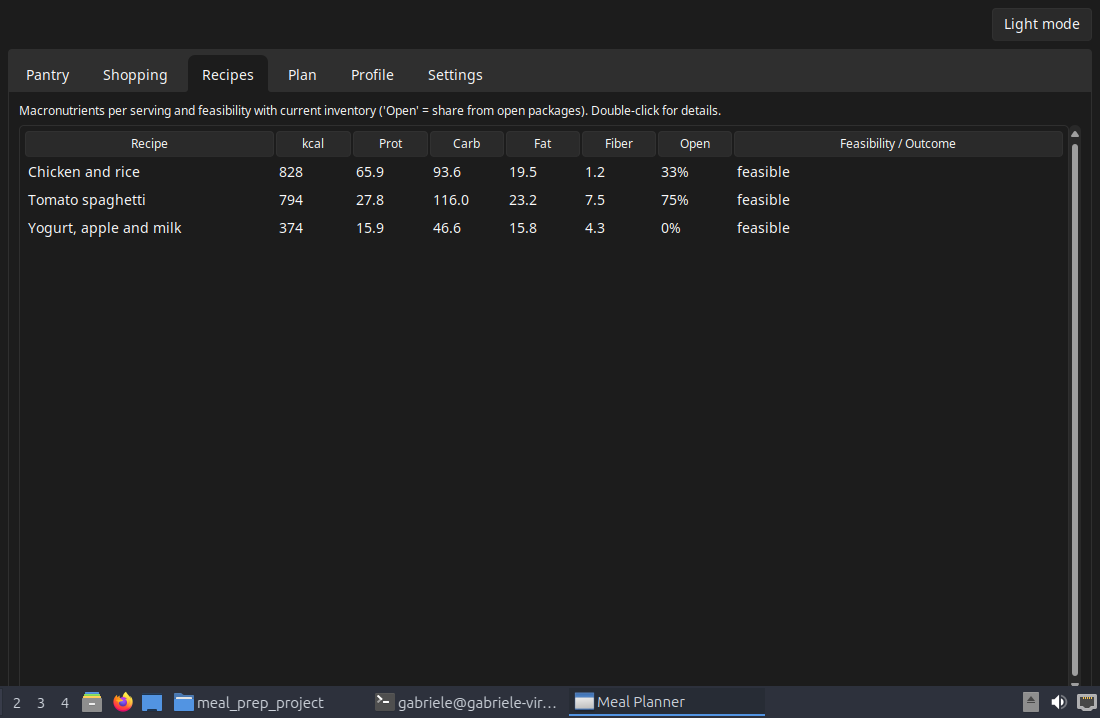 Light mode
Pantry Shopping Recipes Plan Profile Settings
Macronutrients per serving and feasibility with current inventory ('Open' = share from open packages). Double-click for details.
Recipe kcal Prot Carb Fat Fiber Open Feasibility / Outcome
Chicken and rice 828 65.9 93.6 19.5 1.2 33% feasible
Tomato spaghetti 794 27.8 116.0 23.2 7.5 75% feasible
Yogurt, apple and milk 374 15.9 46.6 15.8 4.3 0% feasible
2 3 4 meal_prep_project gabriele@gabriele-vir... Meal Planner